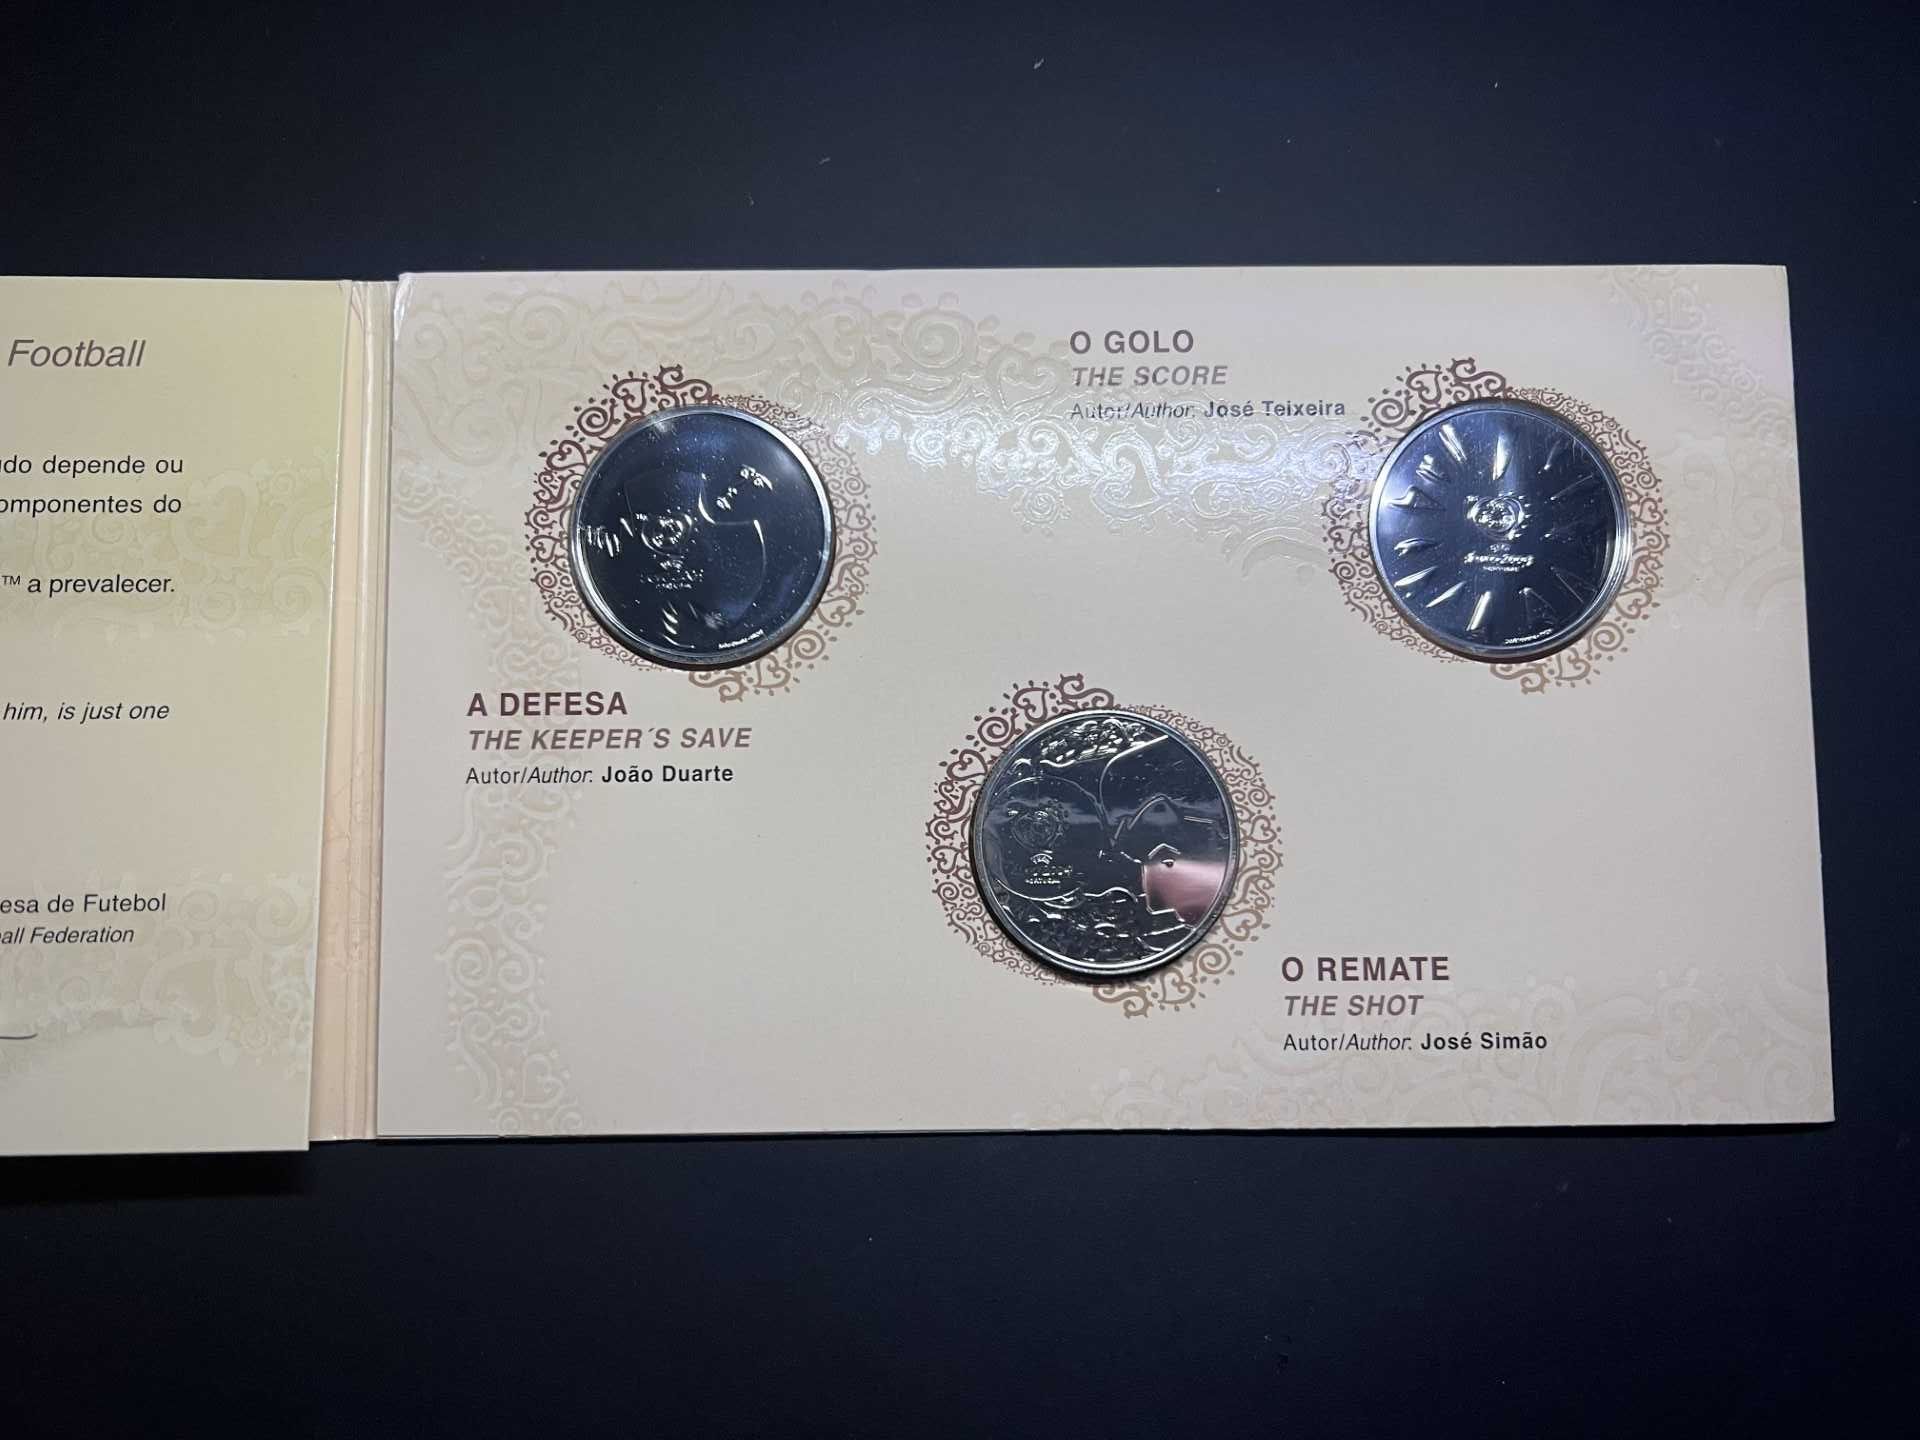 Football
udo depende ou
omponentes do
™ a prevalecer.
him, is just one
esa de Futebol
all Federation
O GOLO
THE SCORE
Autor/Author: José Teixeira
A DEFESA
THE KEEPER´S SAVE
Autor/Author: João Duarte
O REMATE
THE SHOT
Autor/Author: José Simão